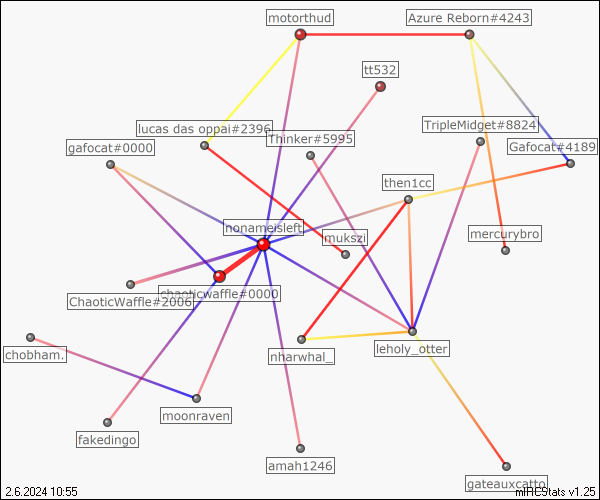 motorthud
Azure Reborn#4243
tt532
lucas das oppai#2396
Thinker#5995
TripleMidget#8824
gafocat#0000
Gafocat#4189
then1cc
nonameisleft
mukszi
mercurybro
chaoticwaffle#0000
ChaoticWaffle#2006
chobham.
nharwhal_
leholy_otter
moonraven
fakedingo
amah1246
gateauxcatto
2.6.2024 10:55
mIRCStats v1.25